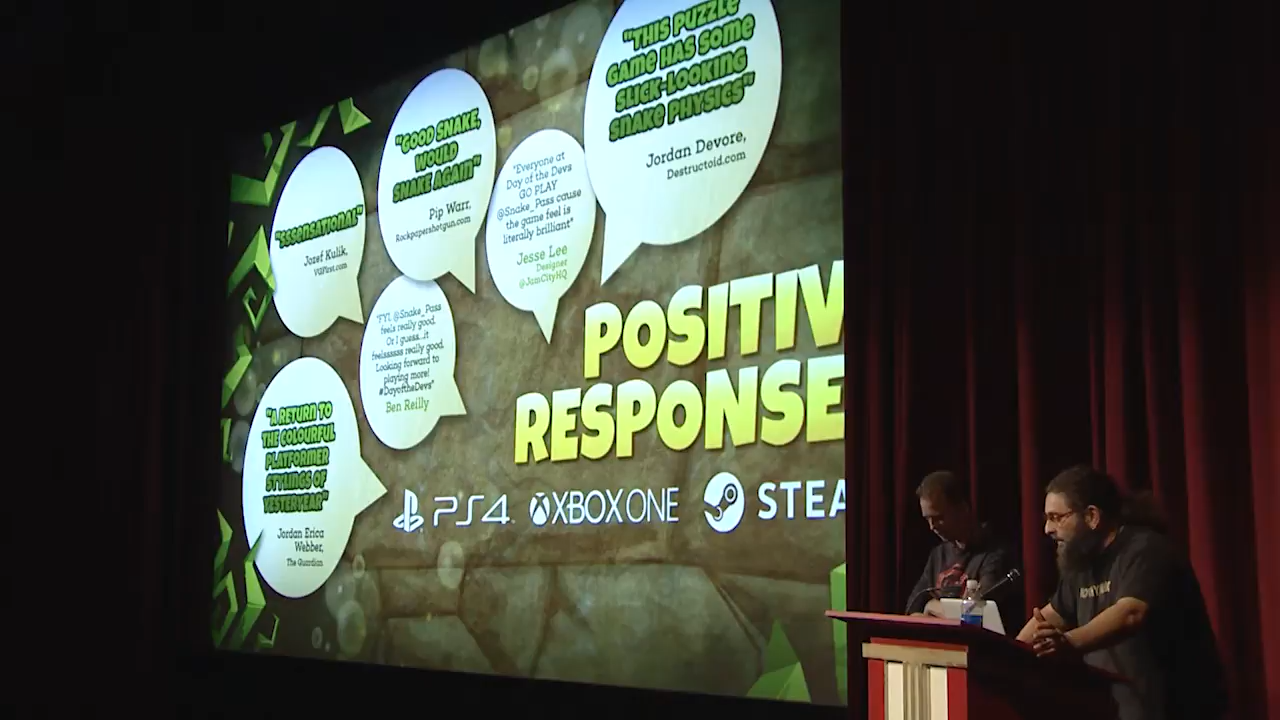 "THIS PUZZLE
GAME HAS SOME
SLICK-LOOKING
SNAKE PHYSICS"
Jordan Devore,
Destructoid.com
"GOOD SNAKE,
WOULD
SNAKE AGAIN"
Pip Warr,
Rockpapershotgun.com
"Everyone at
Day of the Devs
GO PLAY
@Snake_Pass cause
the game feel is
literally brilliant"
Jesse Lee
Designer
@JamCityHQ
"SSSENSATIONAL"
Jozef Kulik,
VGFirst.com
"FYI, @Snake_Pass
feels really good.
Or I guess...it
feelsssssss really good.
Looking forward to
playing more!
#DayoftheDevs"
Ben Reilly
"A RETURN TO
THE COLOURFUL
PLATFORMER
STYLINGS OF
YESTERYEAR"
Jordan Erica
Webber,
The Guardian
POSITIV
RESPONSE
PS4 XBOX ONE STEA